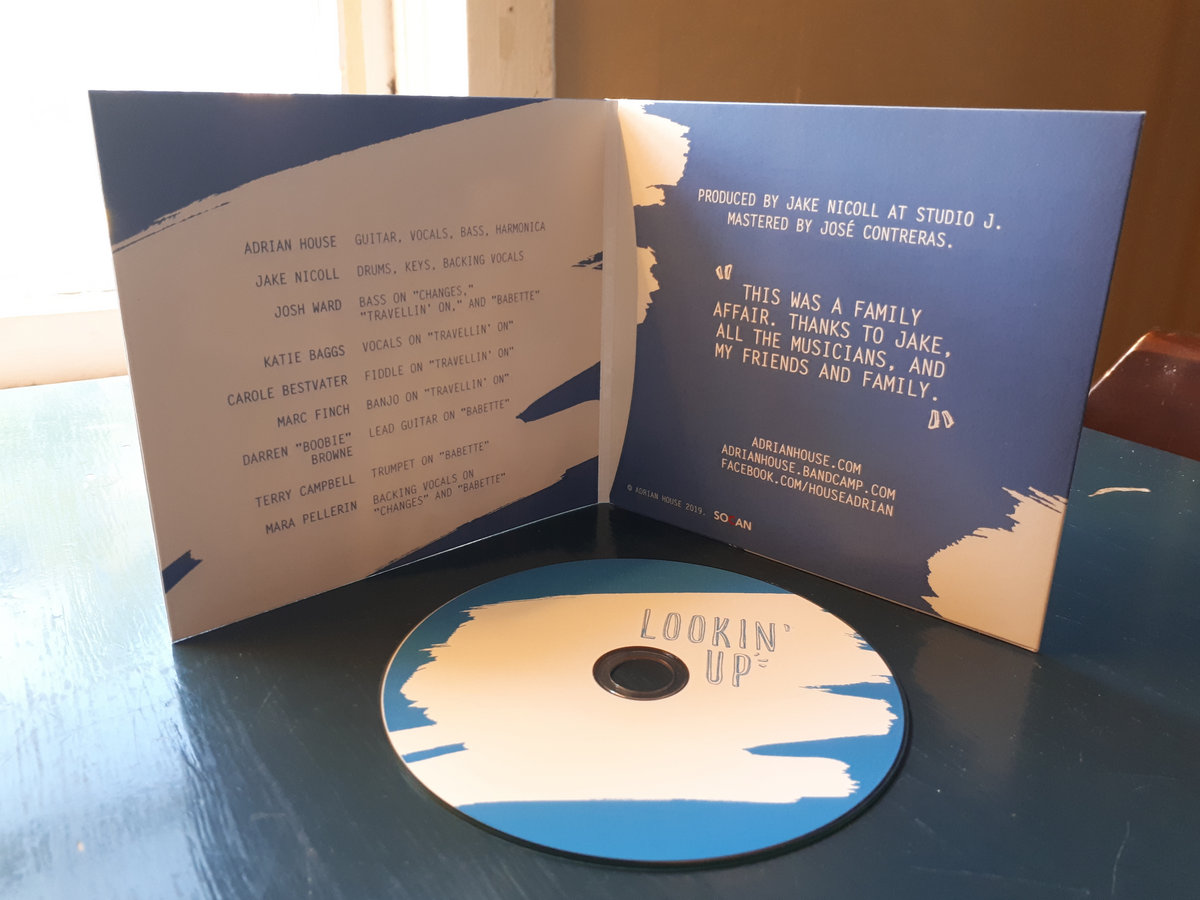 ADRIAN HOUSE GUITAR, VOCALS, BASS, HARMONICA
JAKE NICOLL DRUMS, KEYS, BACKING VOCALS
JOSH WARD BASS ON "CHANGES,"
"TRAVELLIN' ON," AND "BABETTE"
KATIE BAGGS VOCALS ON "TRAVELLIN' ON"
CAROLE BESTVATER FIDDLE ON "TRAVELLIN' ON"
MARC FINCH BANJO ON "TRAVELLIN' ON"
DARREN "BOOBIE" LEAD GUITAR ON "BABETTE"
BROWNE
TERRY CAMPBELL TRUMPET ON "BABETTE"
MARA PELLERIN BACKING VOCALS ON
"CHANGES" AND "BABETTE"
PRODUCED BY JAKE NICOLL AT STUDIO J.
MASTERED BY JOSÉ CONTRERAS.
"THIS WAS A FAMILY
AFFAIR. THANKS TO JAKE,
ALL THE MUSICIANS, AND
MY FRIENDS AND FAMILY."
ADRIANHOUSE.COM
ADRIANHOUSE.BANDCAMP.COM
FACEBOOK.COM/HOUSEADRIAN
© ADRIAN HOUSE 2019. SOCAN
LOOKIN'
UP